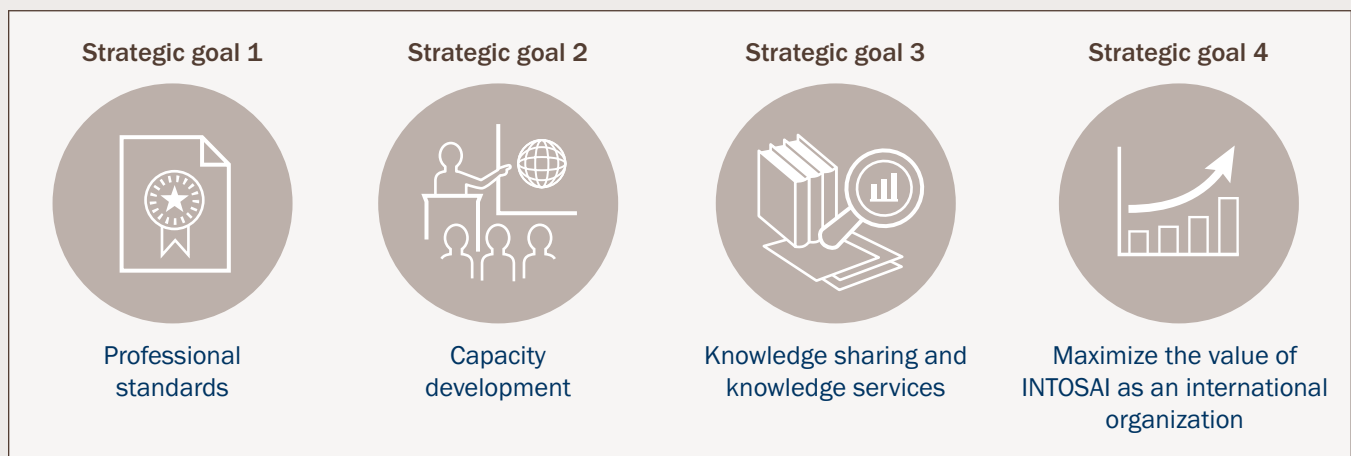 Strategic goal 1
Professional
standards
Strategic goal 2
Capacity
development
Strategic goal 3
Knowledge sharing and
knowledge services
Strategic goal 4
Maximize the value of
INTOSAI as an international
organization